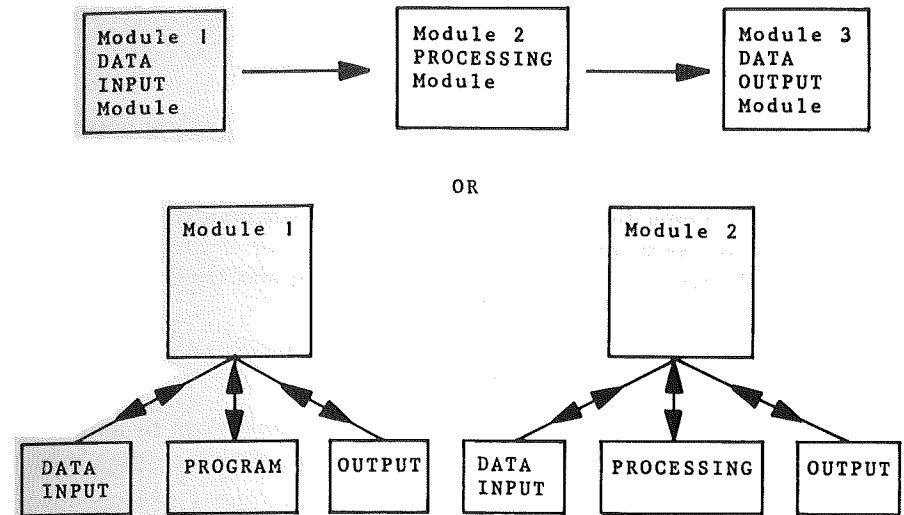 Module 1
DATA
INPUT
Module
Module 2
PROCESSING
Module
Module 3
DATA
OUTPUT
Module
OR
Module 1
Module 2
DATA
INPUT
PROGRAM
OUTPUT
DATA
INPUT
PROCESSING
OUTPUT